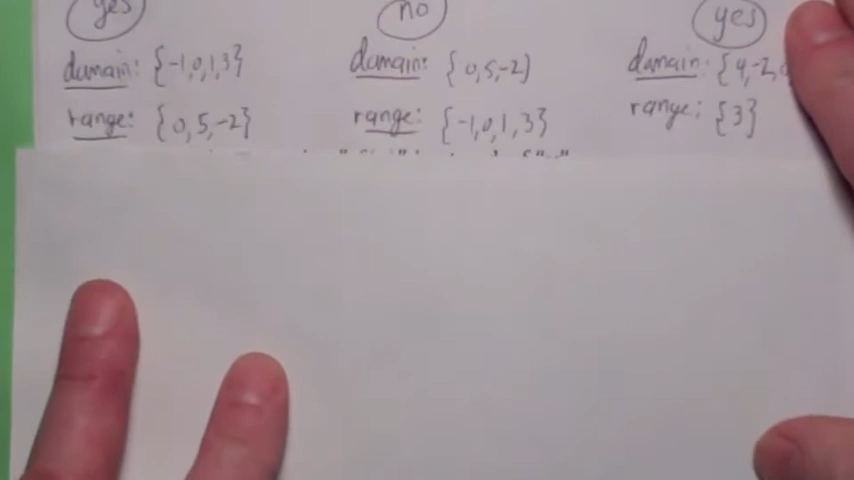 yes no yes
domain: {-1,0,1,3} domain: {0,5,-2} domain: {4,-2,
range: {0,5,-2} range: {-1,0,1,3} range: {3}